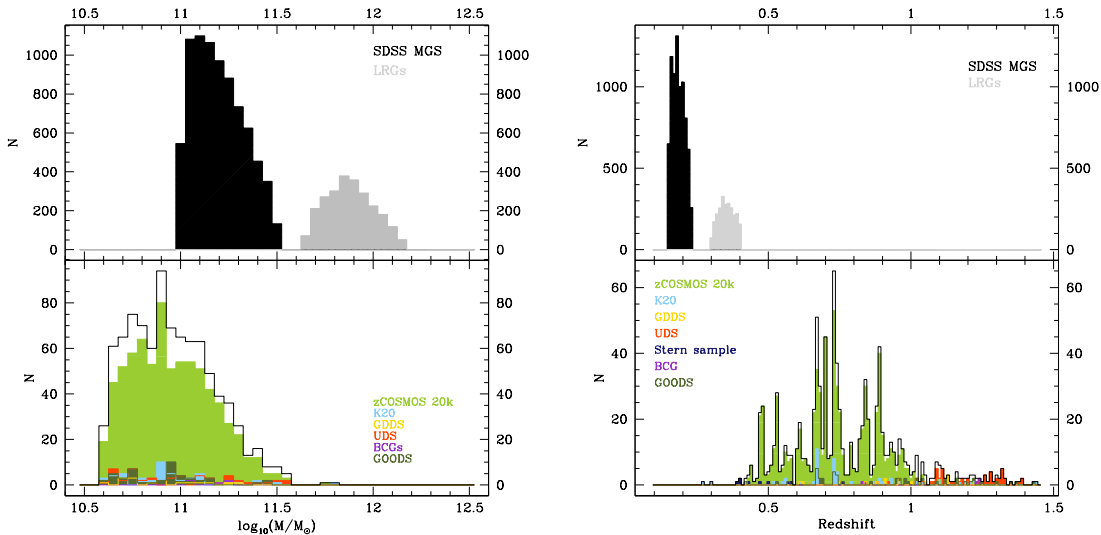 10.5 11 11.5 12 12.5
1000 800 600 400 200 0
N
SDSS MGS
LRGs
1000 800 600 400 200 0
80 60 40 20 0
N
zCOSMOS 20k
K20
GDDS
UDS
BCGs
GOODS
80 60 40 20 0
10.5 11 11.5 12 12.5
log₁₀(M/M☉)
0.5 1 1.5
1000 500 0
N
SDSS MGS
LRGs
1000 500 0
60 40 20 0
N
zCOSMOS 20k
K20
GDDS
UDS
Stern sample
BCG
GOODS
60 40 20 0
0.5 1 1.5
Redshift